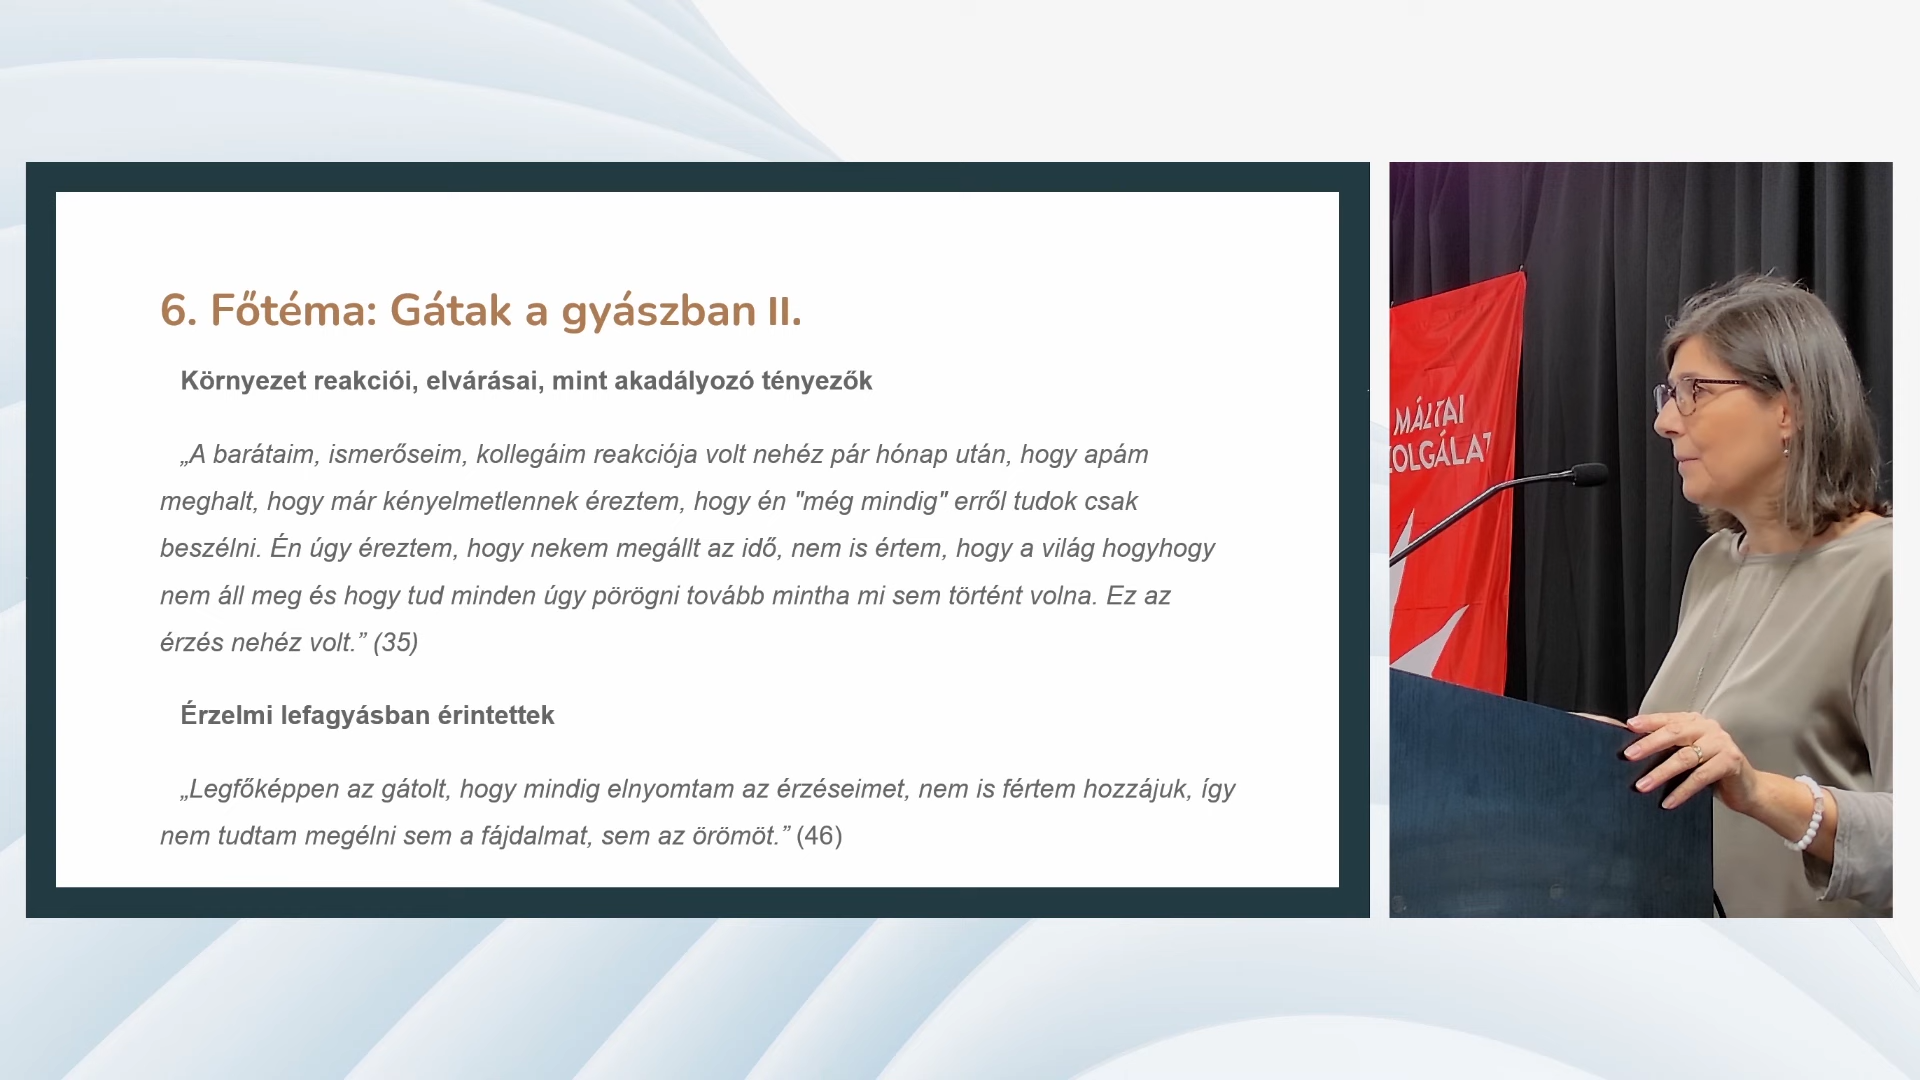 6. Főtéma: Gátak a gyászban II.
Környezet reakciói, elvárásai, mint akadályozó tényezők
„A barátaim, ismerőseim, kollegáim reakciója volt nehéz pár hónap után, hogy apám
meghalt, hogy már kényelmetlennek éreztem, hogy én "még mindig" erről tudok csak
beszélni. Én úgy éreztem, hogy nekem megállt az idő, nem is értem, hogy a világ hogyhogy
nem áll meg és hogy tud minden úgy pörögni tovább mintha mi sem történt volna. Ez az
érzés nehéz volt.” (35)
Érzelmi lefagyásban érintettek
„Legfőképpen az gátolt, hogy mindig elnyomtam az érzéseimet, nem is fértem hozzájuk, így
nem tudtam megélni sem a fájdalmat, sem az örömöt.” (46)
MÁLTAI
ZOLGÁLAT